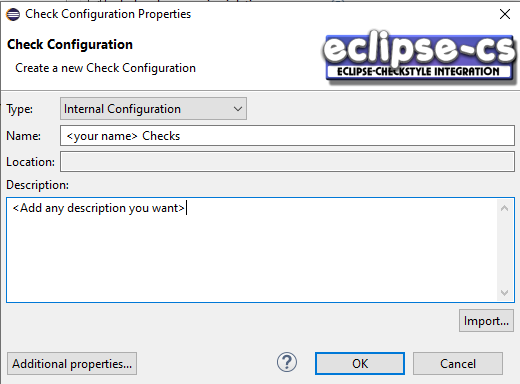 Check Configuration Properties
Check Configuration
Create a new Check Configuration
eclipse-cs
ECLIPSE-CHECKSTYLE INTEGRATION
Type: Internal Configuration
Name: <your name> Checks
Location:
Description:
<Add any description you want>
Import...
Additional properties... ? OK Cancel